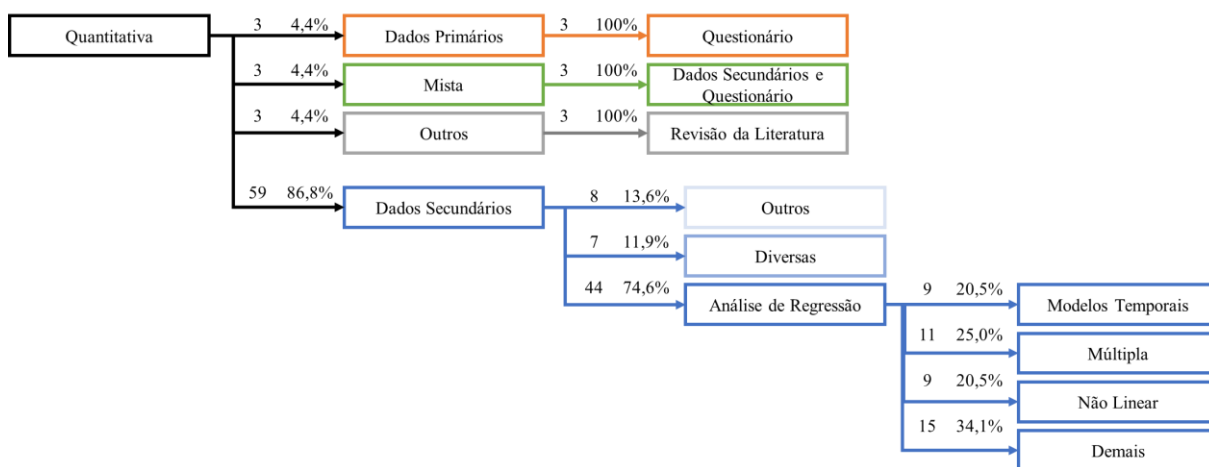 3 4,4%
3 100%
Quantitativa
Dados Primários
Questionário
3 4,4%
3 100%
Mista
Dados Secundários e
Questionário
3 4,4%
3 100%
Outros
Revisão da Literatura
59 86,8%
8 13,6%
Dados Secundários
Outros
7 11,9%
Diversas
44 74,6%
9 20,5%
Análise de Regressão
Modelos Temporais
11 25,0%
Múltipla
9 20,5%
Não Linear
15 34,1%
Demais